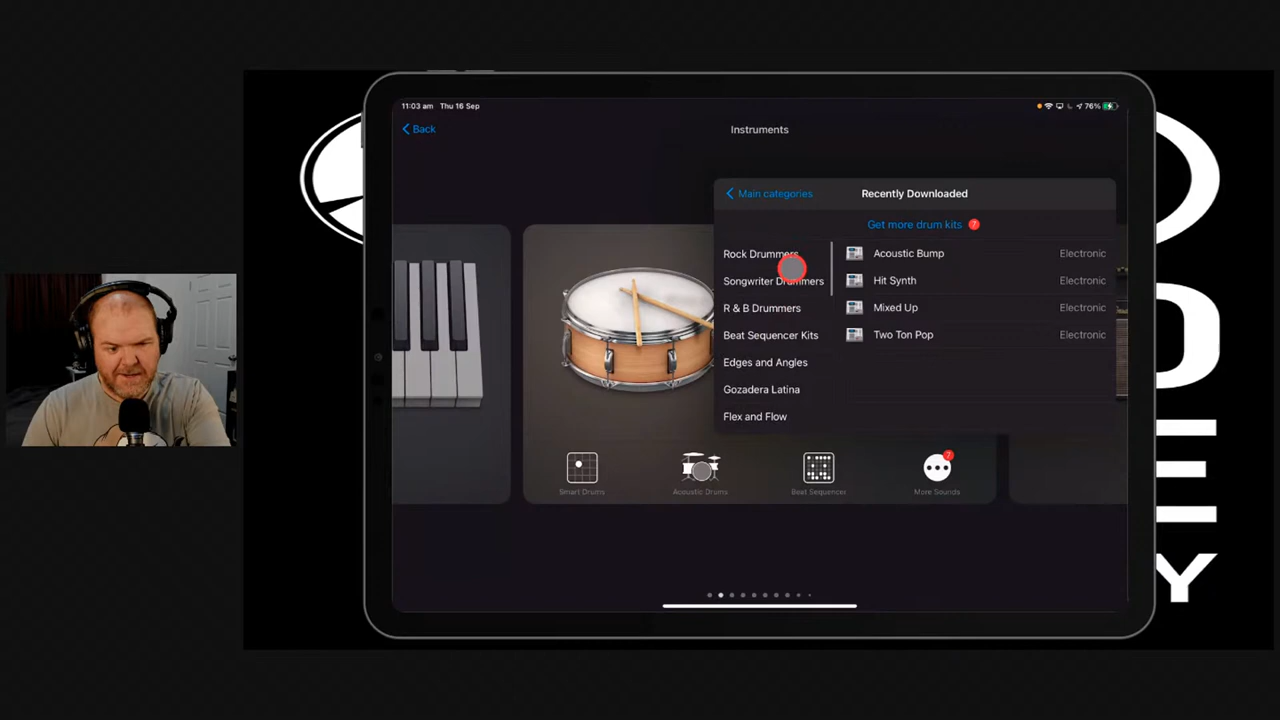 11:03 am Thu 16 Sep
76%
Back
Instruments
Main categories
Recently Downloaded
Get more drum kits 7
Rock Drummers
Songwriter Drummers
R & B Drummers
Beat Sequencer Kits
Edges and Angles
Gozadera Latina
Flex and Flow
Acoustic Bump Electronic
Hit Synth Electronic
Mixed Up Electronic
Two Ton Pop Electronic
Smart Drums
Acoustic Drums
Beat Sequencer
7
More Sounds